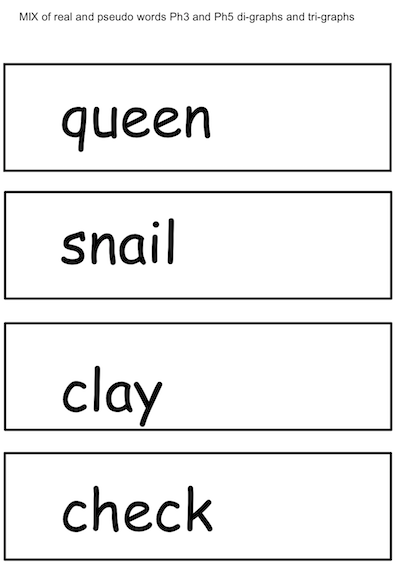 MIX of real and pseudo words Ph3 and Ph5 di-graphs and tri-graphs
queen
snail
clay
check